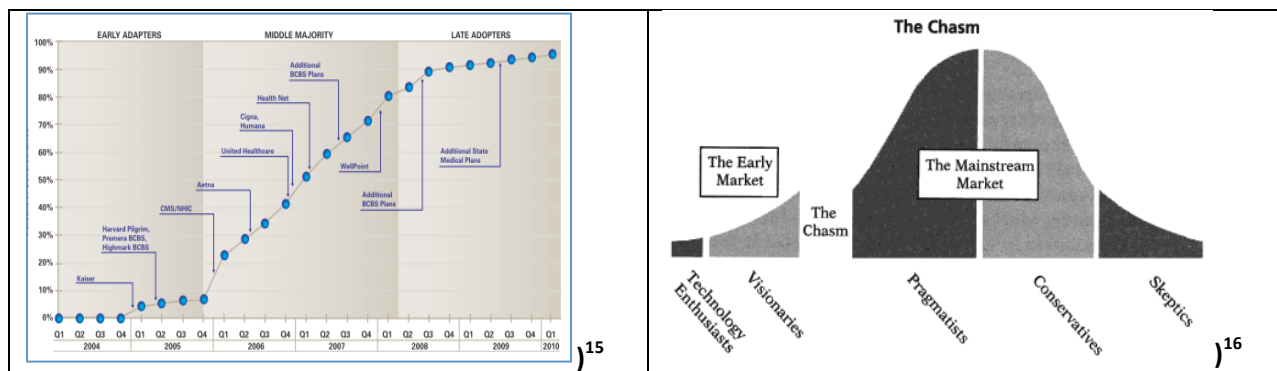 EARLY ADAPTERS
MIDDLE MAJORITY
LATE ADOPTERS
100%
90%
80%
70%
60%
50%
40%
30%
20%
10%
0%
Kaiser
Harvard Pilgrim,
Premera BCBS,
Highmark BCBS
CMS/NHIC
Aetna
United Healthcare
Cigna,
Humana
Health Net
Additional
BCBS Plans
WellPoint
Additional
BCBS Plans
Additional State
Medical Plans
Q1 Q2 Q3 Q4 Q1 Q2 Q3 Q4 Q1 Q2 Q3 Q4 Q1 Q2 Q3 Q4 Q1 Q2 Q3 Q4 Q1 Q2 Q3 Q4 Q1
2004 2005 2006 2007 2008 2009 2010
)15
The Chasm
The Early
Market
The
Chasm
The Mainstream
Market
Technology
Enthusiasts
Visionaries
Pragmatists
Conservatives
Skeptics
)16